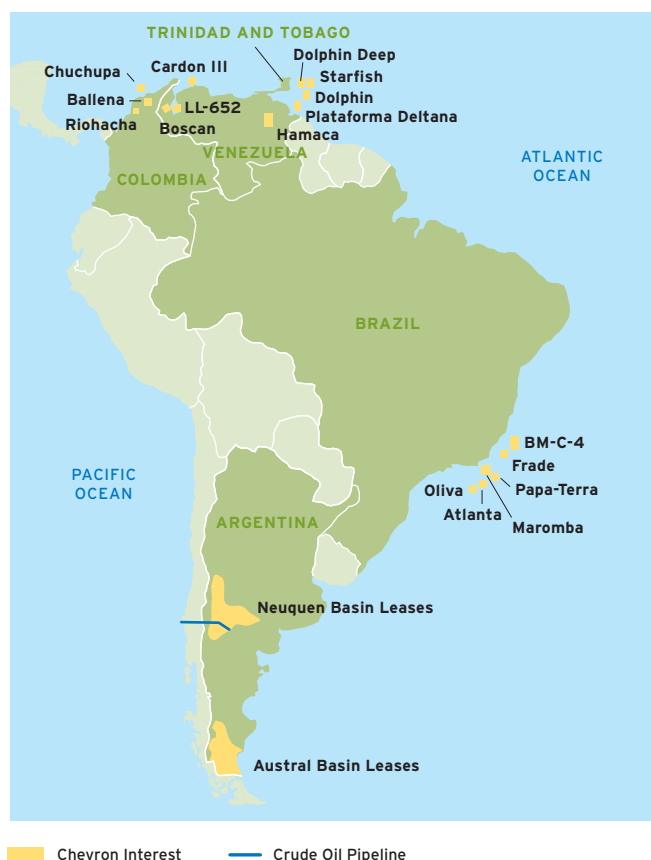 TRINIDAD AND TOBAGO
Dolphin Deep
Cardon III
Chuchupa
Starfish
Ballena
LL-652
Dolphin
Plataforma Deltana
Riohacha
Boscan
Hamaca
VENEZUELA
COLOMBIA
ATLANTIC
OCEAN
BRAZIL
BM-C-4
Frade
PACIFIC
OCEAN
Oliva
Papa-Terra
Atlanta
Maromba
ARGENTINA
Neuquen Basin Leases
Austral Basin Leases
Chevron Interest
Crude Oil Pipeline